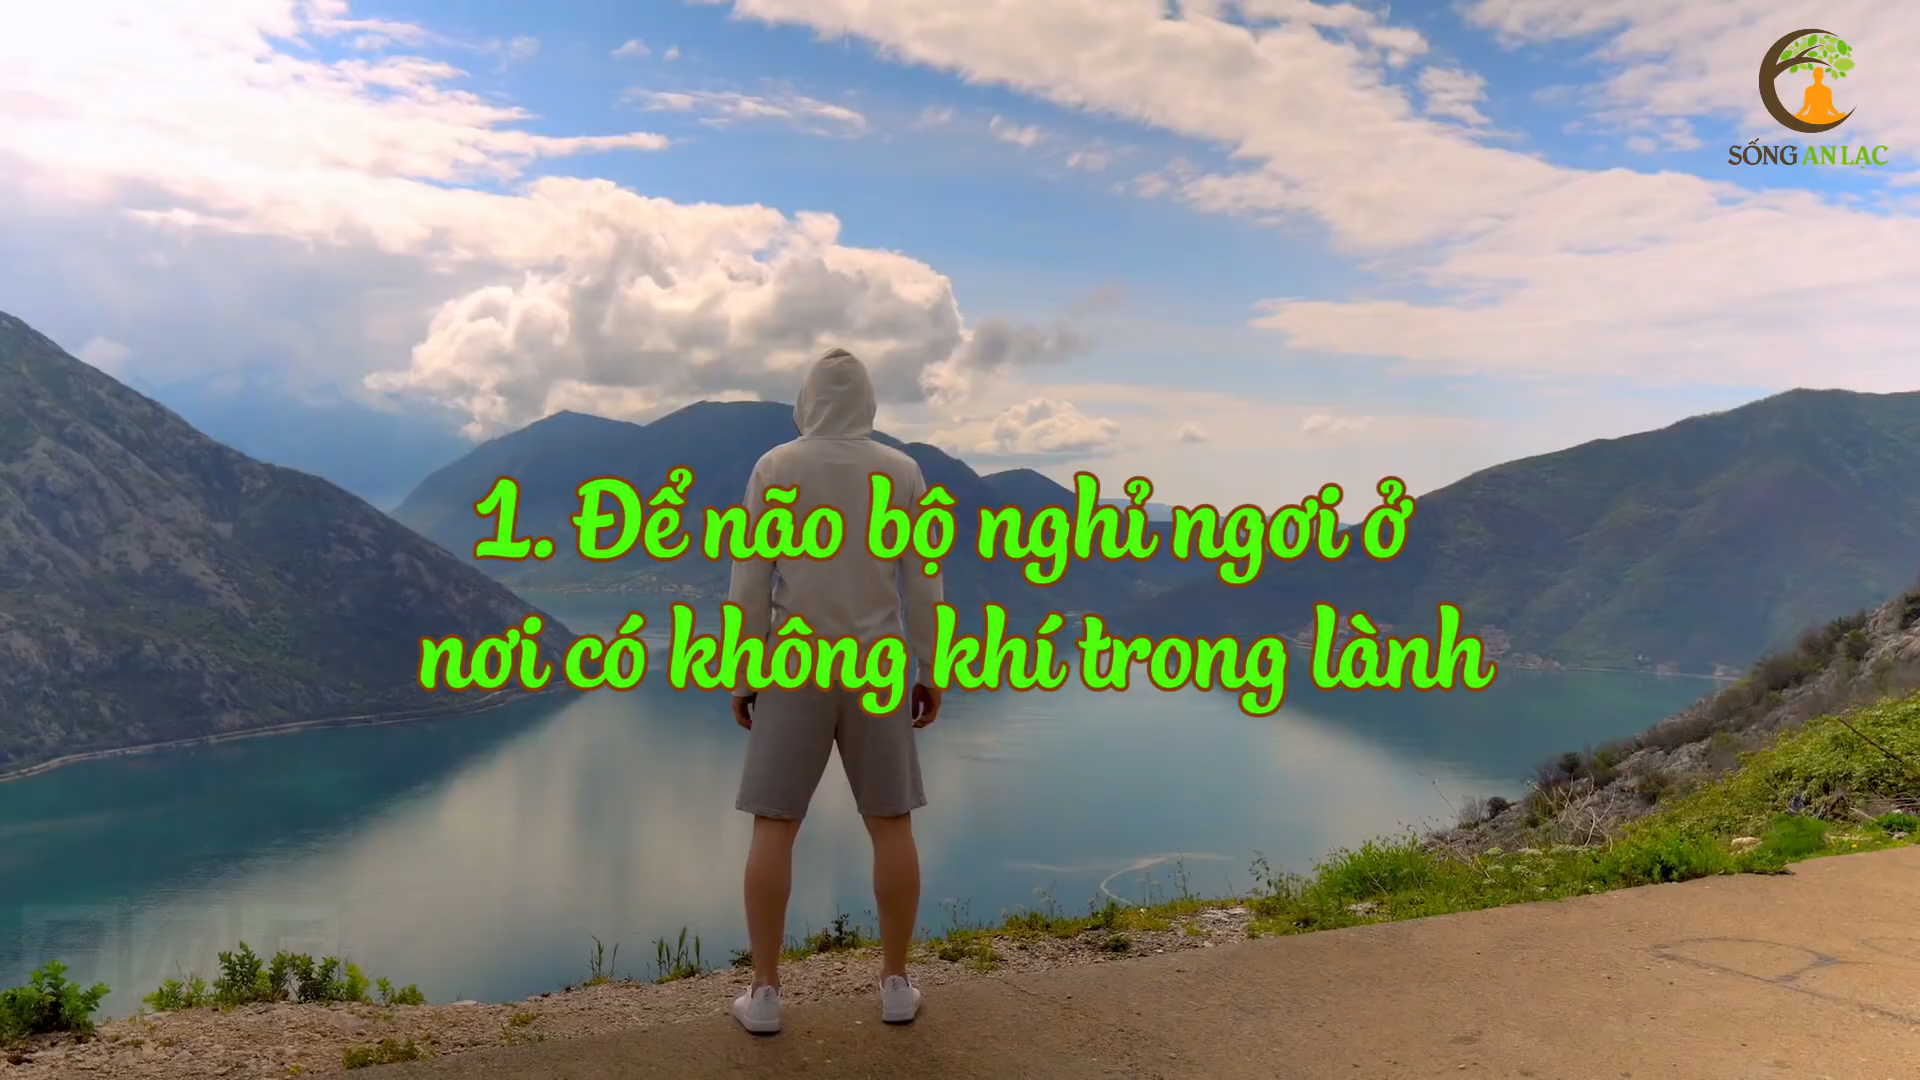 SỐNG AN LẠC
1. Để não bộ nghỉ ngơi ở
nơi có không khí trong lành